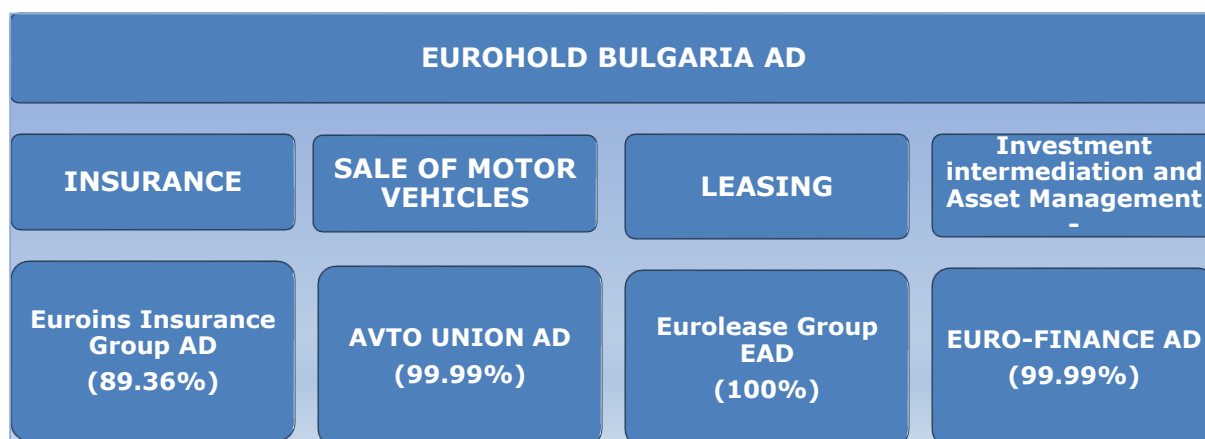 EUROHOLD BULGARIA AD
INSURANCE
SALE OF MOTOR
VEHICLES
LEASING
Investment
intermediation and
Asset Management
-
Euroins Insurance
Group AD
(89.36%)
AVTO UNION AD
(99.99%)
Eurolease Group
EAD
(100%)
EURO-FINANCE AD
(99.99%)